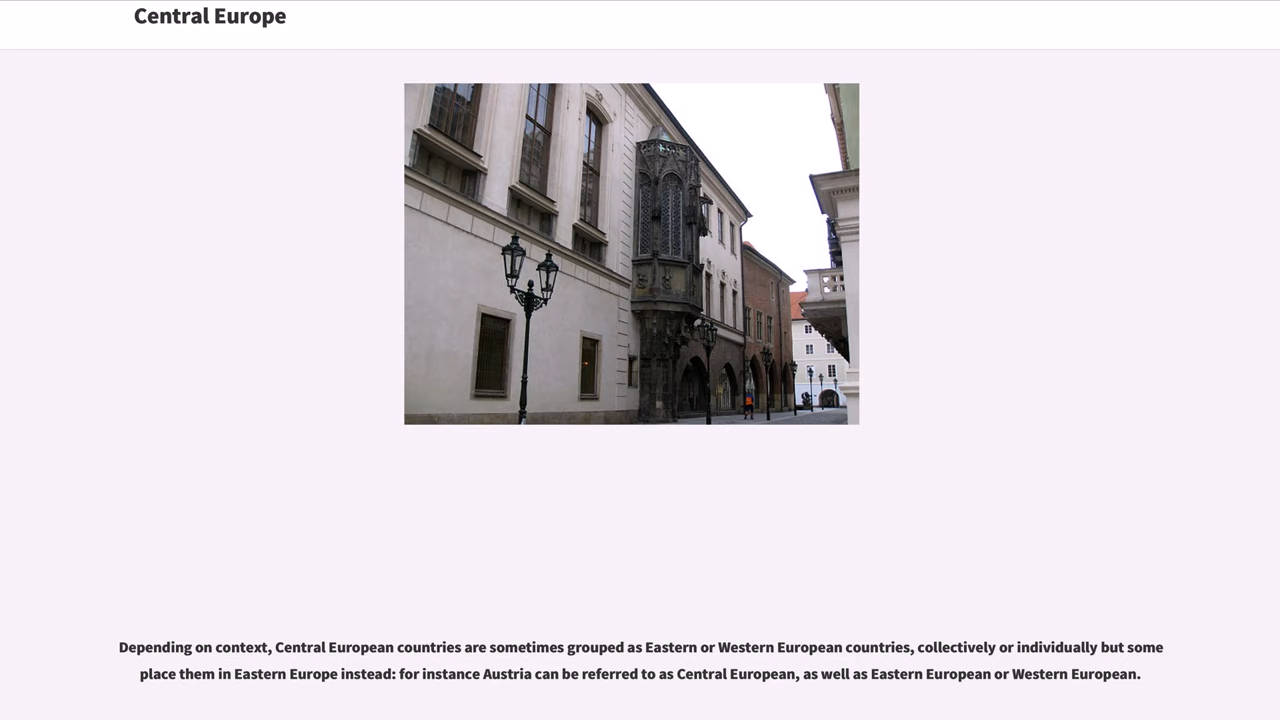 Central Europe
Depending on context, Central European countries are sometimes grouped as Eastern or Western European countries, collectively or individually but some
place them in Eastern Europe instead: for instance Austria can be referred to as Central European, as well as Eastern European or Western European.